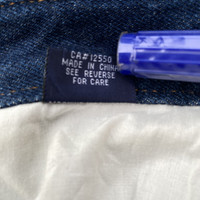 CA#12550
MADE IN CHINA
SEE REVERSE
FOR CARE